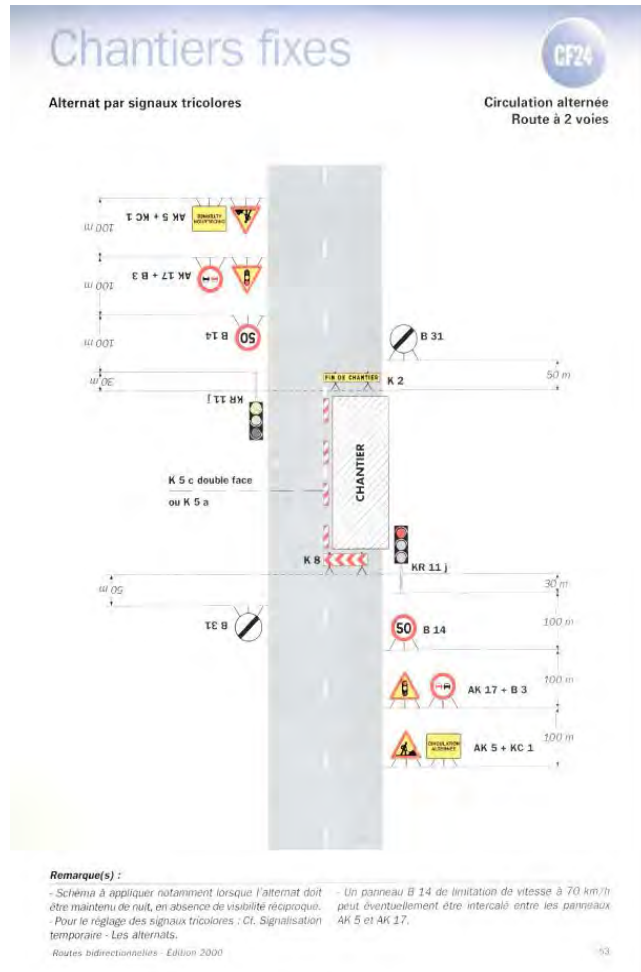 Chantiers fixes
CF24
Alternat par signaux tricolores
Circulation alternée
Route à 2 voies
AK 5 + KC 1
CIRCULATION
ALTERNÉE
100 m
AK 17 + B 3
100 m
B 14
50
100 m
B 31
FIN DE CHANTIER
K 2
50 m
30 m
KR 11 j
K 5 c double face
ou K 5 a
CHANTIER
K 8
KR 11 j
50 m
30 m
B 31
50
B 14
100 m
AK 17 + B 3
100 m
CIRCULATION
ALTERNÉE
AK 5 + KC 1
100 m
Remarque(s) :
- Schéma à appliquer notamment lorsque l'alternat doit
être maintenu de nuit, en absence de visibilité réciproque.
- Pour le réglage des signaux tricolores : Cf. Signalisation
temporaire - Les alternats.
- Un panneau B 14 de limitation de vitesse à 70 km/h
peut éventuellement être intercalé entre les panneaux
AK 5 et AK 17.
Routes bidirectionnelles - Édition 2000
63